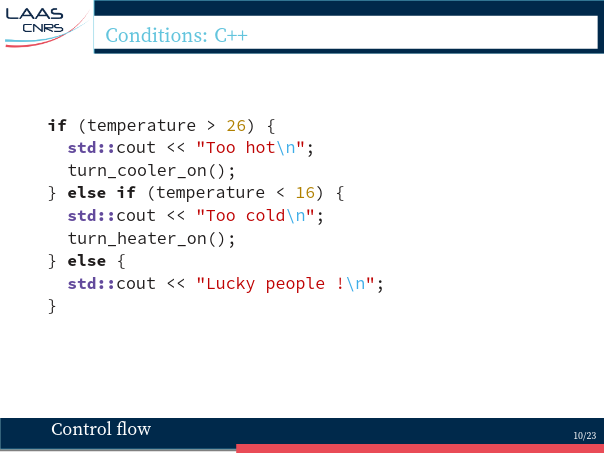 LAAS
CNRS
Conditions: C++
if (temperature > 26) {
  std::cout << "Too hot\n";
  turn_cooler_on();
} else if (temperature < 16) {
  std::cout << "Too cold\n";
  turn_heater_on();
} else {
  std::cout << "Lucky people !\n";
}
Control flow
10/23